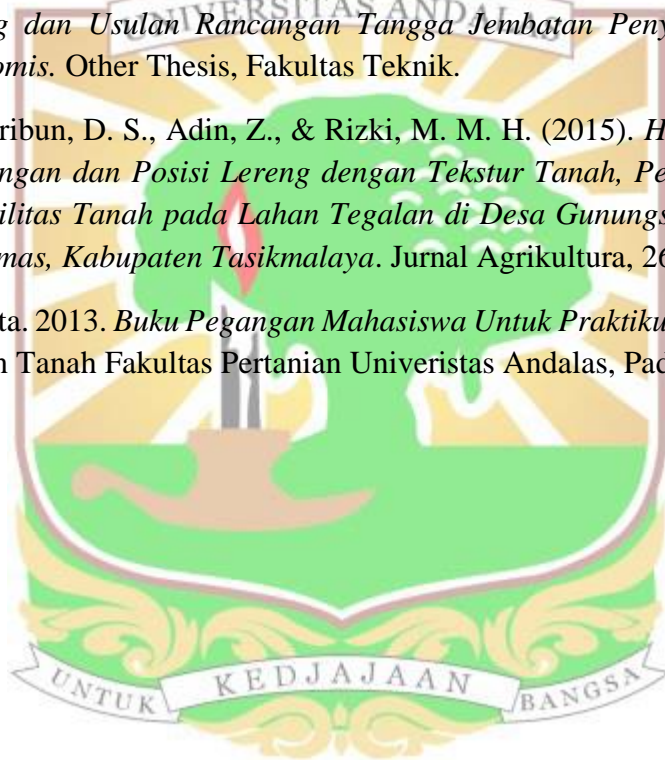 UNIVERSITAS ANDALAS
g dan Usulan Rancangan Tangga Jembatan Peny
omis. Other Thesis, Fakultas Teknik.
ribun, D. S., Adin, Z., & Rizki, M. M. H. (2015). H
ngan dan Posisi Lereng dengan Tekstur Tanah, Pe
ilitas Tanah pada Lahan Tegalan di Desa Gunungs
mas, Kabupaten Tasikmalaya. Jurnal Agrikultura, 26
ta. 2013. Buku Pegangan Mahasiswa Untuk Praktiku
n Tanah Fakultas Pertanian Univeristas Andalas, Pad
UNTUK KEDJAJAAN BANGSA